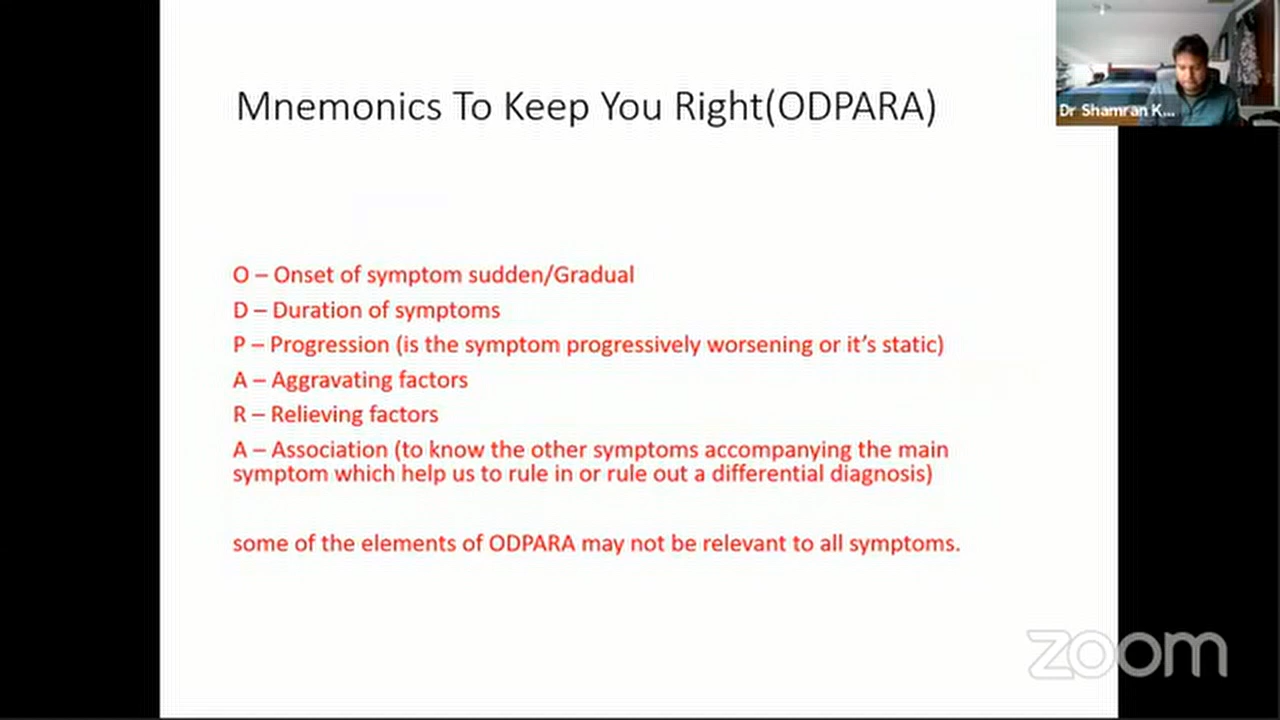 Mnemonics To Keep You Right(ODPARA)
Dr Shamran K...
O – Onset of symptom sudden/Gradual
D – Duration of symptoms
P – Progression (is the symptom progressively worsening or it’s static)
A – Aggravating factors
R – Relieving factors
A – Association (to know the other symptoms accompanying the main
symptom which help us to rule in or rule out a differential diagnosis)
some of the elements of ODPARA may not be relevant to all symptoms.
zoom